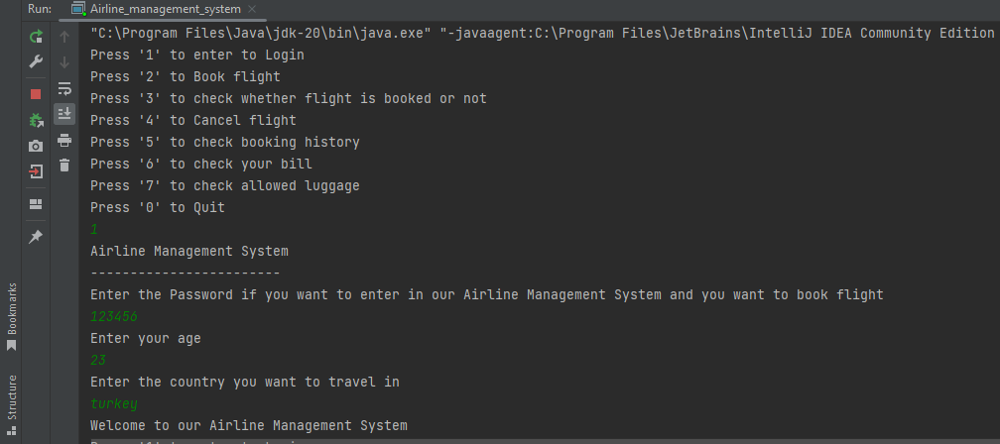 Run: Airline_management_system
"C:\Program Files\Java\jdk-20\bin\java.exe" "-javaagent:C:\Program Files\JetBrains\IntelliJ IDEA Community Edition
Press '1' to enter to Login
Press '2' to Book flight
Press '3' to check whether flight is booked or not
Press '4' to Cancel flight
Press '5' to check booking history
Press '6' to check your bill
Press '7' to check allowed luggage
Press '0' to Quit
1
Airline Management System
------------------------
Enter the Password if you want to enter in our Airline Management System and you want to book flight
123456
Enter your age
23
Enter the country you want to travel in
turkey
Welcome to our Airline Management System
Bookmarks
Structure